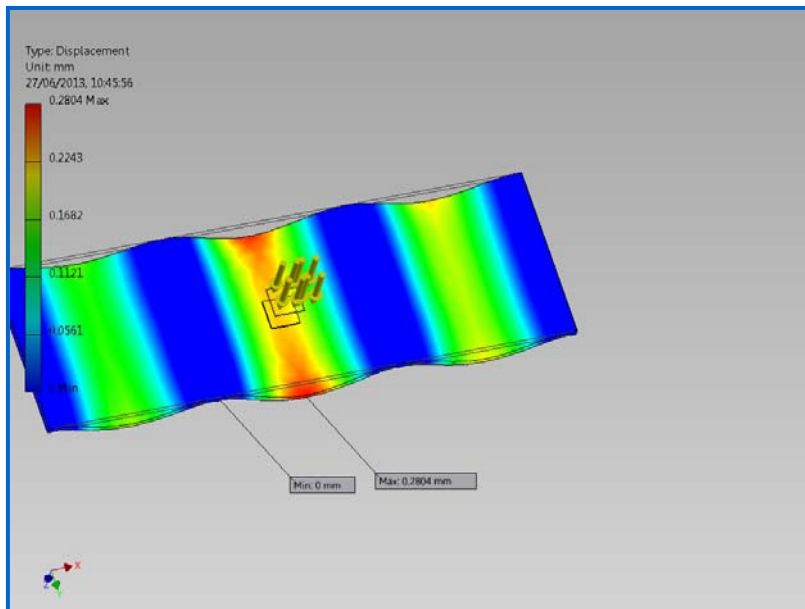 Type: Displacement
Unit: mm
27/06/2013, 10:45:56
0.2804 Max
0.2243
0.1682
0.1121
0.0561
0 Min
Min: 0 mm
Max: 0.2804 mm
X
Z
Y